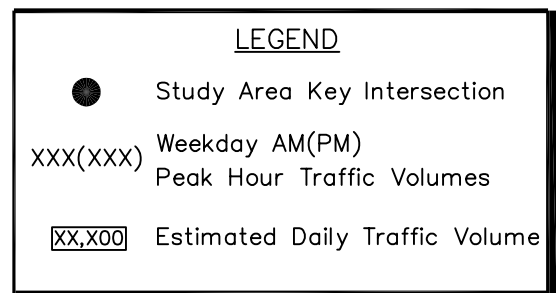 LEGEND
Study Area Key Intersection
XXX(XXX) Weekday AM(PM)
Peak Hour Traffic Volumes
XX,X00 Estimated Daily Traffic Volume